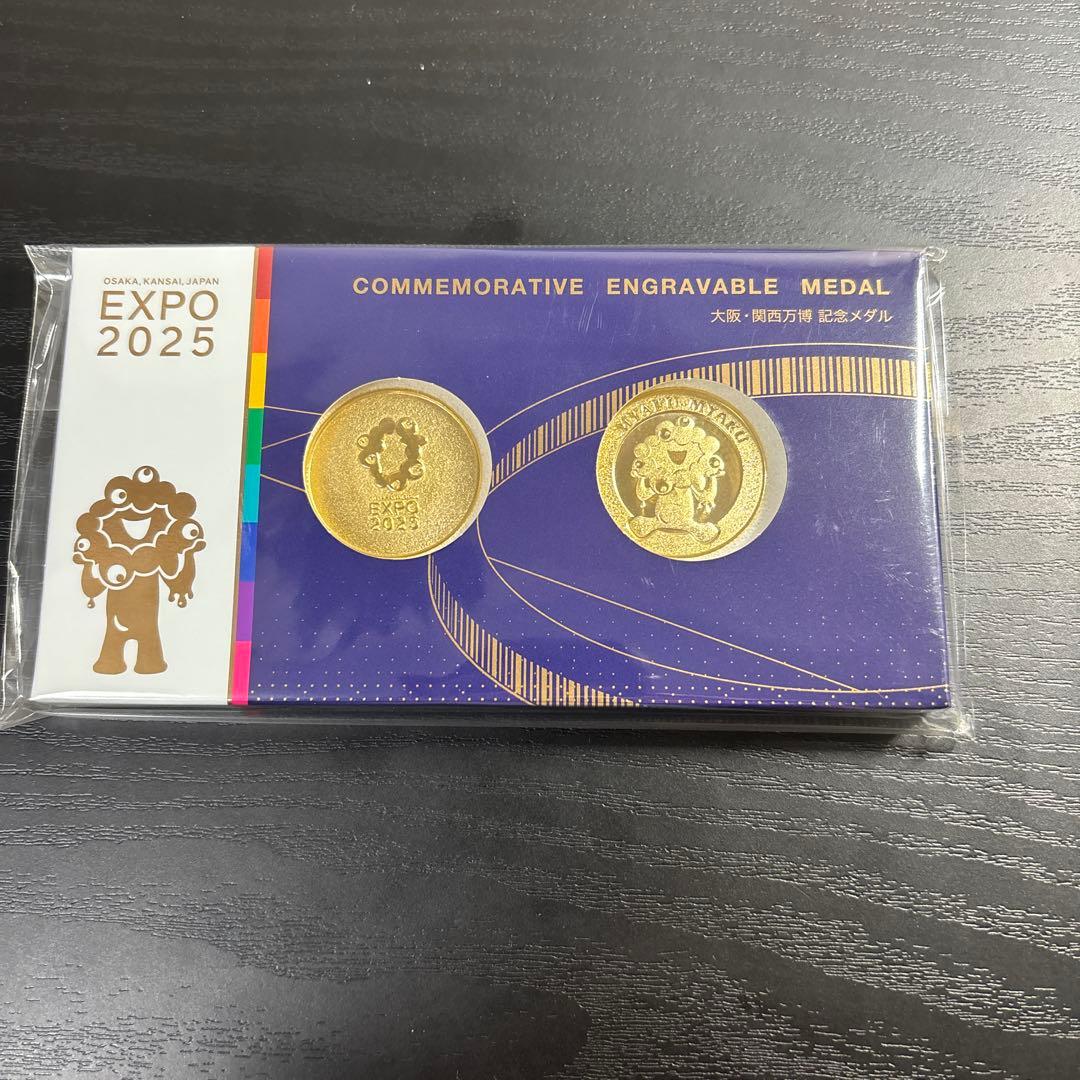 OSAKA, KANSAI, JAPAN
EXPO
2025
COMMEMORATIVE ENGRAVABLE MEDAL
大阪・関西万博 記念メダル
EXPO
2025
MYAKU-MYAKU